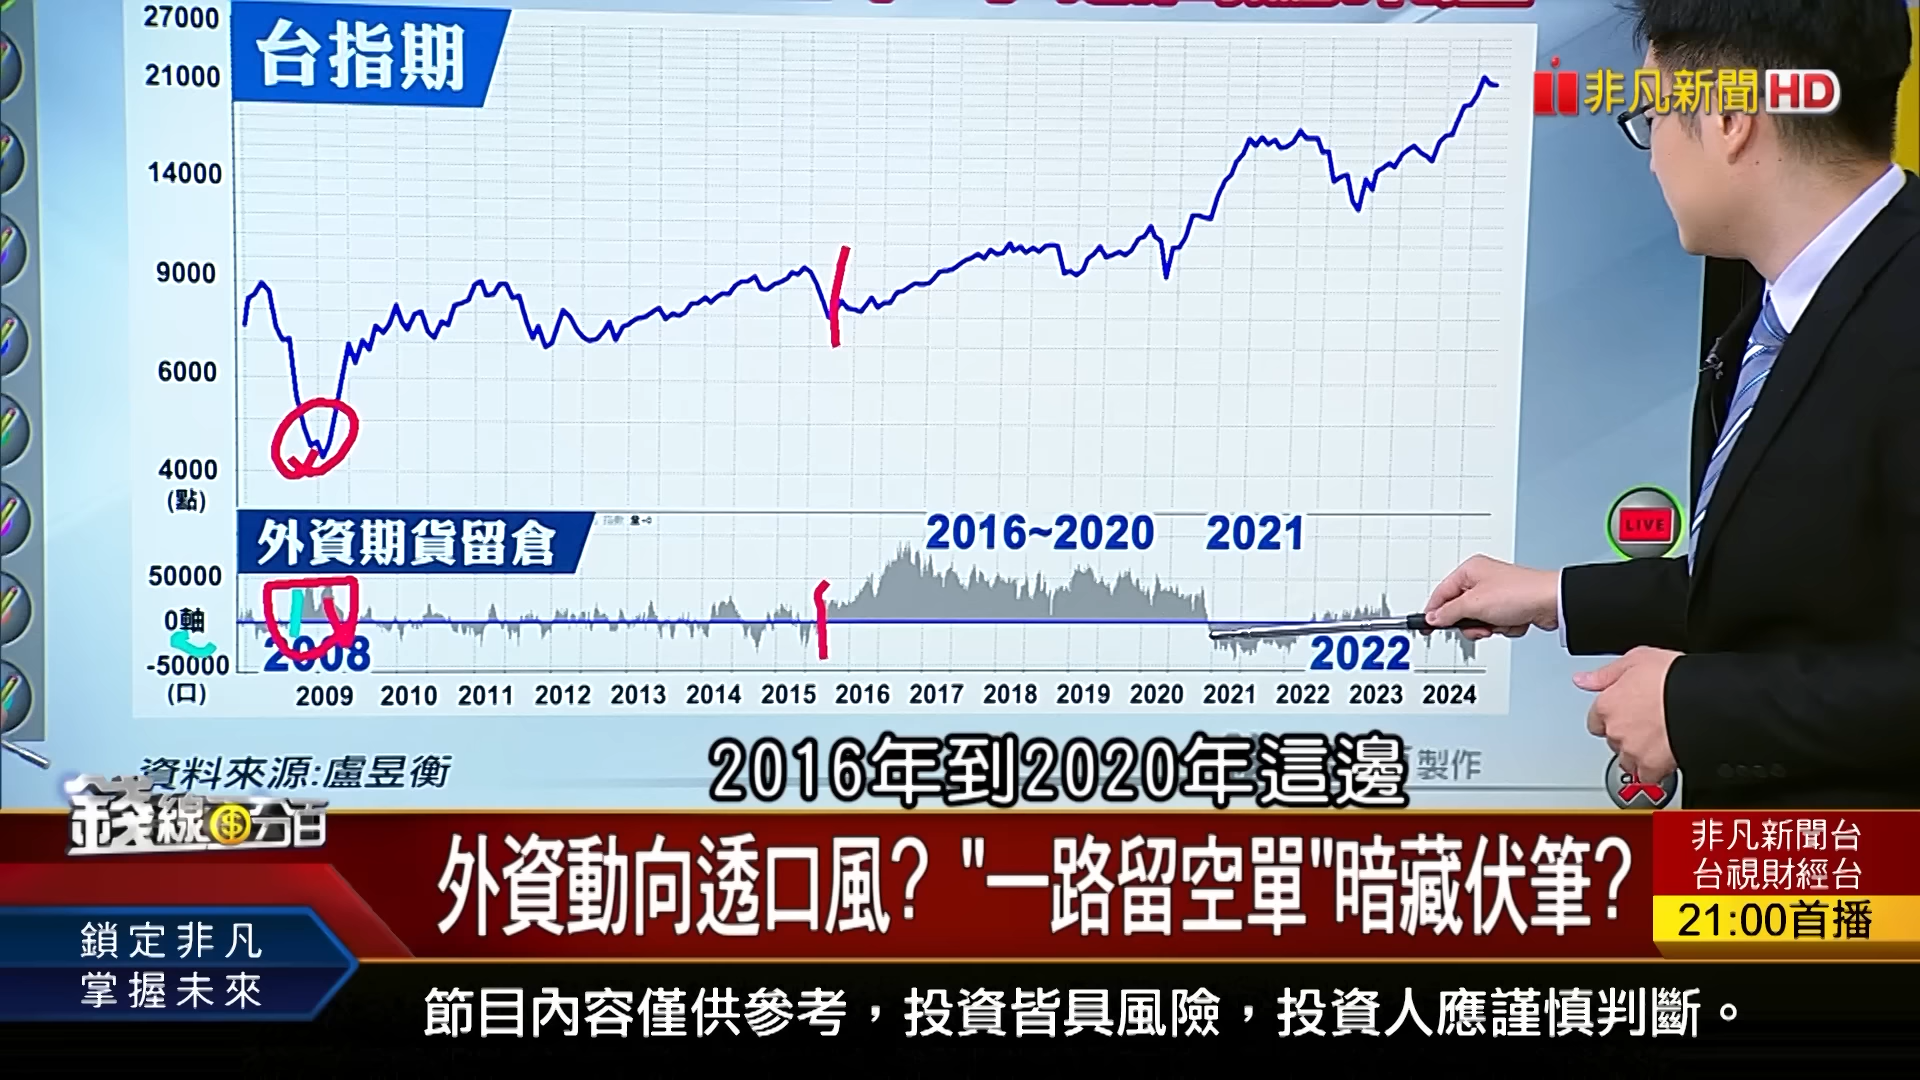 27000
台指期
21000
14000
9000
6000
4000
(點)
非凡新聞HD
外資期貨留倉
2016~2020
2021
50000
0軸
-50000
(口)
2008
2022
LIVE
2009 2010 2011 2012 2013 2014 2015 2016 2017 2018 2019 2020 2021 2022 2023 2024
資料來源:盧昱衡
製作
2016年到2020年這邊
錢線百分百
外資動向透口風? "一路留空單"暗藏伏筆?
非凡新聞台
台視財經台
21:00首播
鎖定非凡
掌握未來
節目內容僅供參考，投資皆具風險，投資人應謹慎判斷。